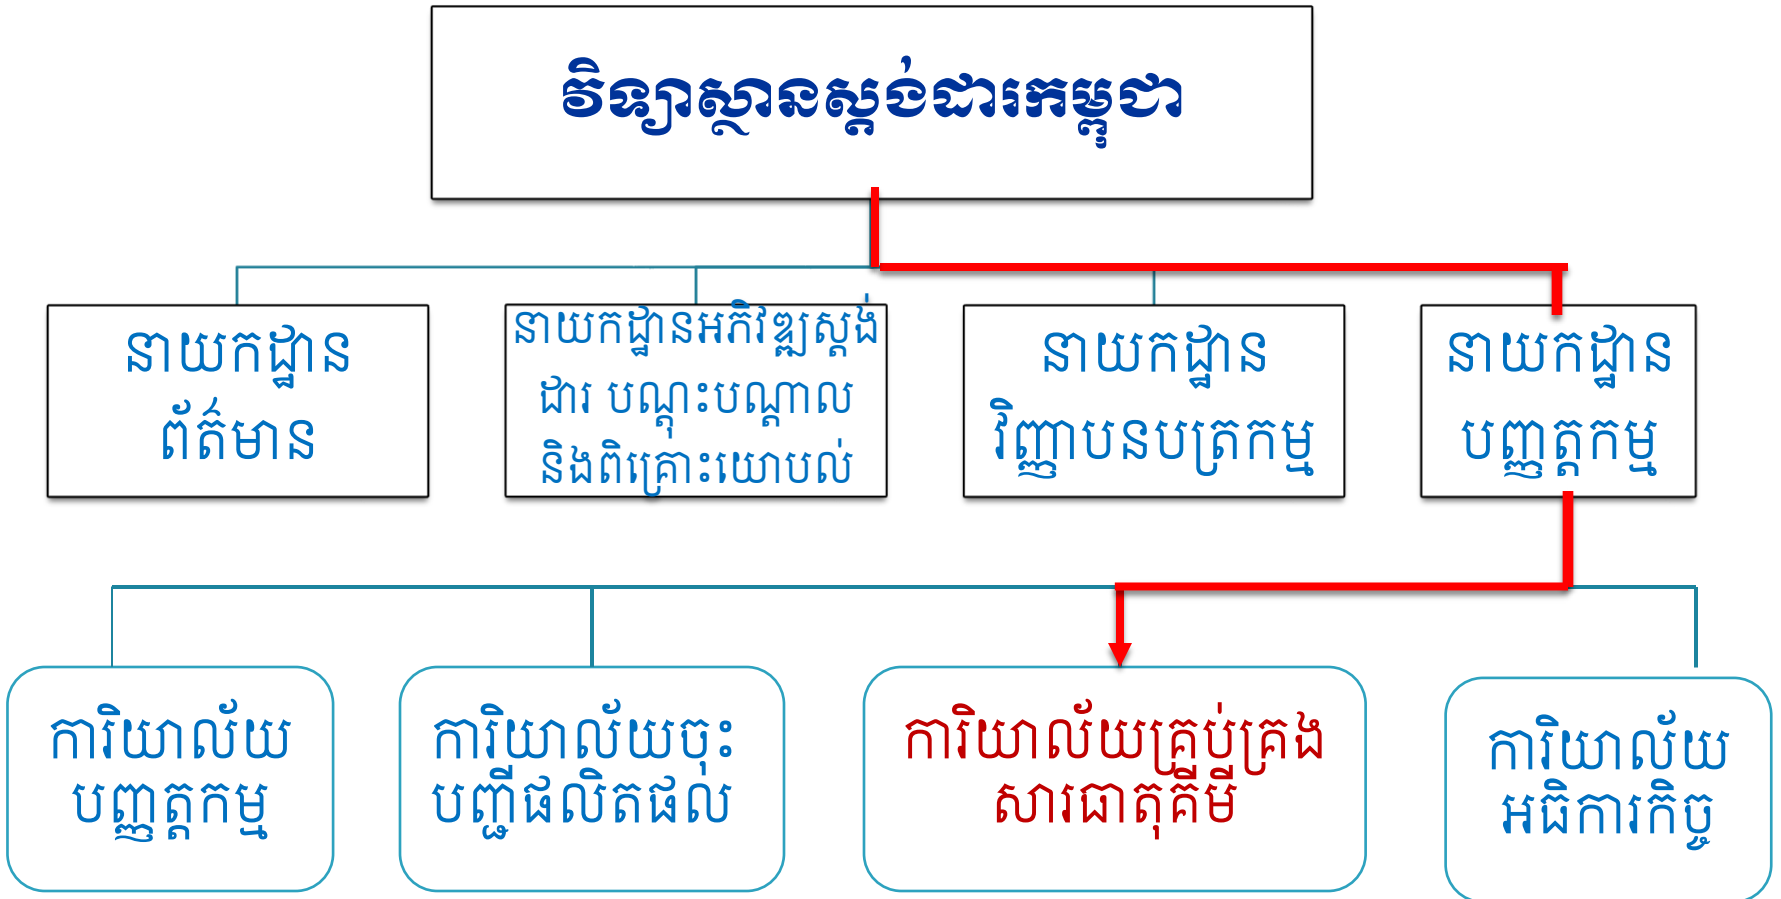 វិទ្យាស្ថានស្តង់ដារកម្ពុជា
នាយកដ្ឋាន
ព័ត៌មាន
នាយកដ្ឋានអភិវឌ្ឍស្តង់
ដារ បណ្តុះបណ្តាល
និងពិគ្រោះយោបល់
នាយកដ្ឋាន
វិញ្ញាបនបត្រកម្ម
នាយកដ្ឋាន
បញ្ញត្តកម្ម
ការិយាល័យ
បញ្ញត្តកម្ម
ការិយាល័យចុះ
បញ្ជីផលិតផល
ការិយាល័យគ្រប់គ្រង
សារធាតុគីមី
ការិយាល័យ
អធិការកិច្ច